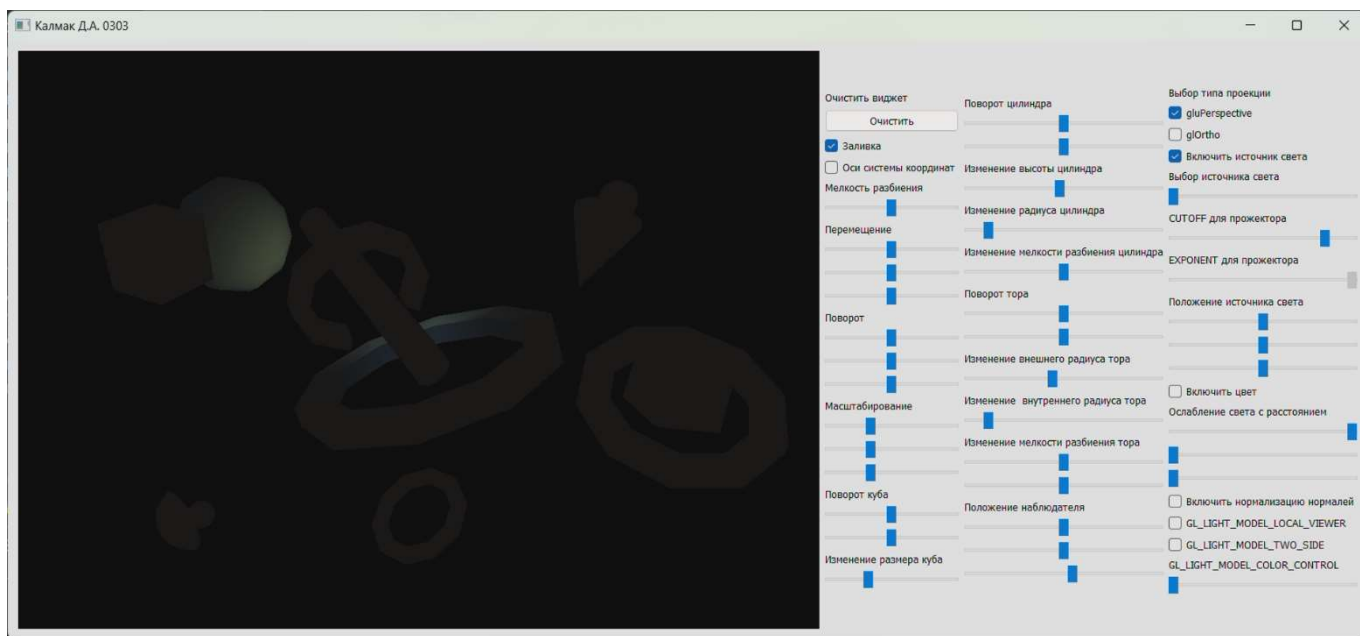 Калмак Д.А. 0303
Очистить виджет
Очистить
Заливка
Оси системы координат
Мелкость разбиения
Перемещение
Поворот
Масштабирование
Поворот куба
Изменение размера куба
Поворот цилиндра
Изменение высоты цилиндра
Изменение радиуса цилиндра
Изменение мелкости разбиения цилиндра
Поворот тора
Изменение внешнего радиуса тора
Изменение внутреннего радиуса тора
Изменение мелкости разбиения тора
Положение наблюдателя
Выбор типа проекции
gluPerspective
glOrtho
Включить источник света
Выбор источника света
CUTOFF для прожектора
EXPONENT для прожектора
Положение источника света
Включить цвет
Ослабление света с расстоянием
Включить нормализацию нормалей
GL_LIGHT_MODEL_LOCAL_VIEWER
GL_LIGHT_MODEL_TWO_SIDE
GL_LIGHT_MODEL_COLOR_CONTROL